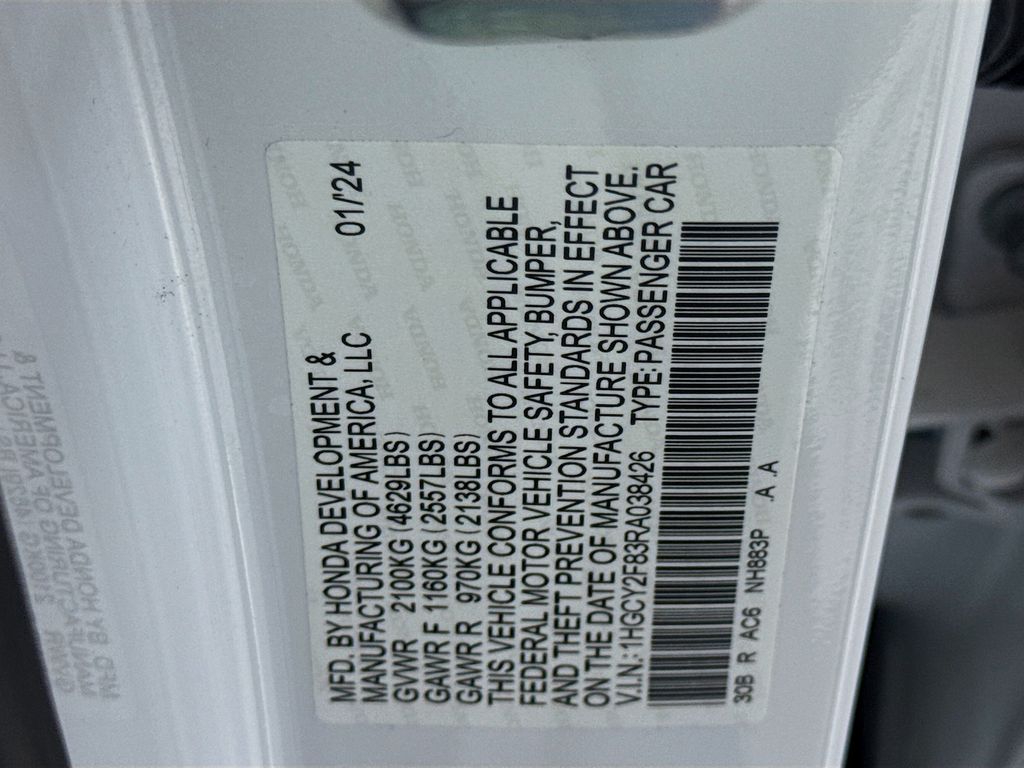 MFD. BY HONDA DEVELOPMENT &
MANUFACTURING OF AMERICA, LLC 01/'24
GVWR 2100KG (4629LBS)
GAWR F 1160KG (2557LBS)
GAWR R 970KG (2138LBS)
THIS VEHICLE CONFORMS TO ALL APPLICABLE
FEDERAL MOTOR VEHICLE SAFETY, BUMPER,
AND THEFT PREVENTION STANDARDS IN EFFECT
ON THE DATE OF MANUFACTURE SHOWN ABOVE.
V.I.N.: 1HGCY2F83RA038426 TYPE: PASSENGER CAR
30B R AC6 NH883P .A .A